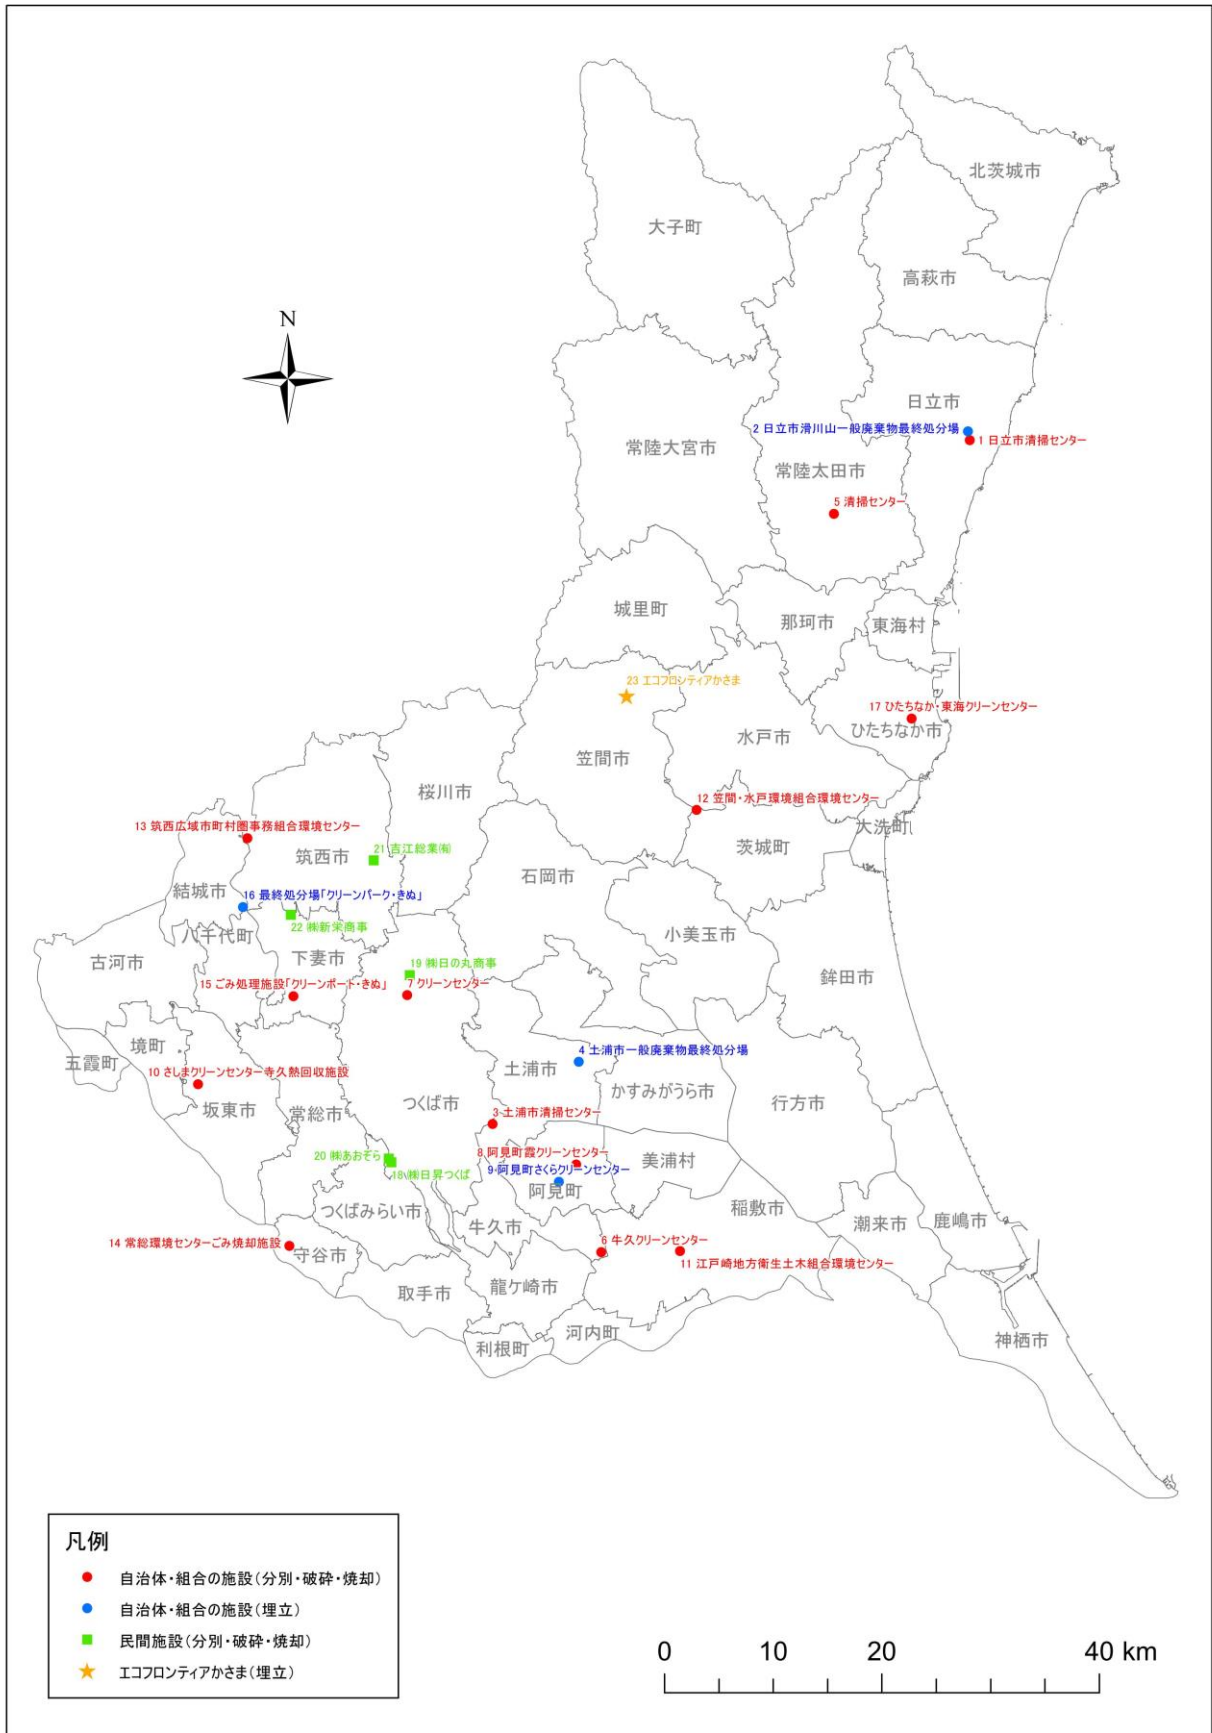 北茨城市
大子町
高萩市
N
日立市
2 日立市滑川山一般廃棄物最終処分場
1 日立市清掃センター
常陸大宮市
常陸太田市
5 清掃センター
城里町
那珂市
東海村
23 エコフロンティアかさま
17 ひたちなか・東海クリーンセンター
ひたちなか市
水戸市
笠間市
桜川市
12 笠間・水戸環境組合環境センター
大洗町
13 筑西広域市町村圏事務組合環境センター
茨城町
21 吉江総業㈲
筑西市
石岡市
結城市
16 最終処分場「クリーンパーク・きぬ」
22 ㈱新栄商事
八千代町
小美玉市
下妻市
古河市
19 ㈱日の丸商事
鉾田市
15 ごみ処理施設「クリーンポート・きぬ」
7 クリーンセンター
境町
4 土浦市一般廃棄物最終処分場
五霞町
土浦市
10 さしまクリーンセンター寺久熱回収施設
かすみがうら市
つくば市
行方市
坂東市
常総市
3 土浦市清掃センター
20 ㈱あおぞら
8 阿見町霞クリーンセンター
美浦村
9 阿見町さくらクリーンセンター
18 ㈱日昇つくば
阿見町
稲敷市
つくばみらい市
牛久市
潮来市
鹿嶋市
14 常総環境センターごみ焼却施設
6 牛久クリーンセンター
守谷市
11 江戸崎地方衛生土木組合環境センター
取手市
龍ケ崎市
河内町
利根町
神栖市
凡例
自治体・組合の施設(分別・破砕・焼却)
自治体・組合の施設(埋立)
民間施設(分別・破砕・焼却)
エコフロンティアかさま(埋立)
0 10 20 40 km